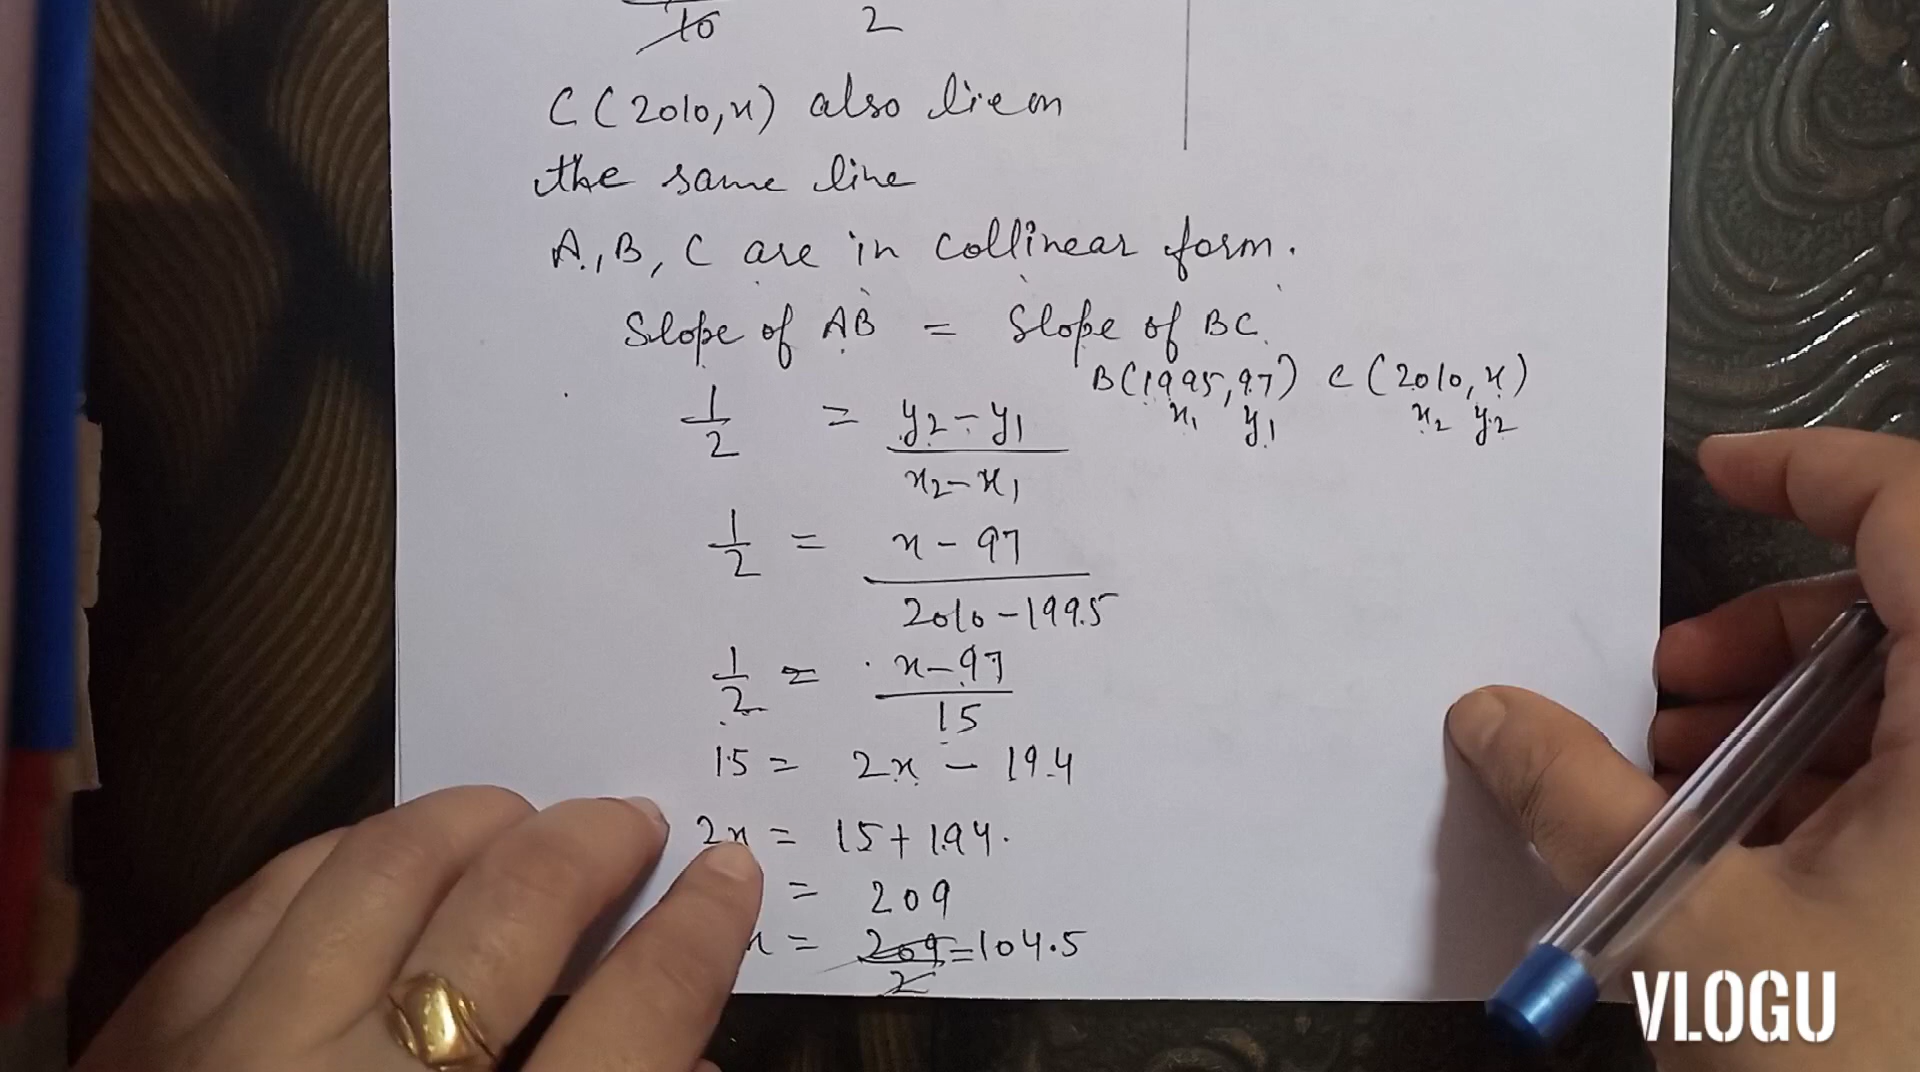 10 2
C (2010, x) also lie on
the same line
A, B, C are in collinear form.
Slope of AB = Slope of BC.
B(1995, 97) C (2010, x)
x₁ y₁ x₂ y₂
1/2 = y₂ - y₁ / x₂ - x₁
1/2 = x - 97 / 2010 - 1995
1/2 = x - 97 / 15
15 = 2x - 194
2x = 15 + 194.
= 209
x = 209/2 = 104.5
VLOGU